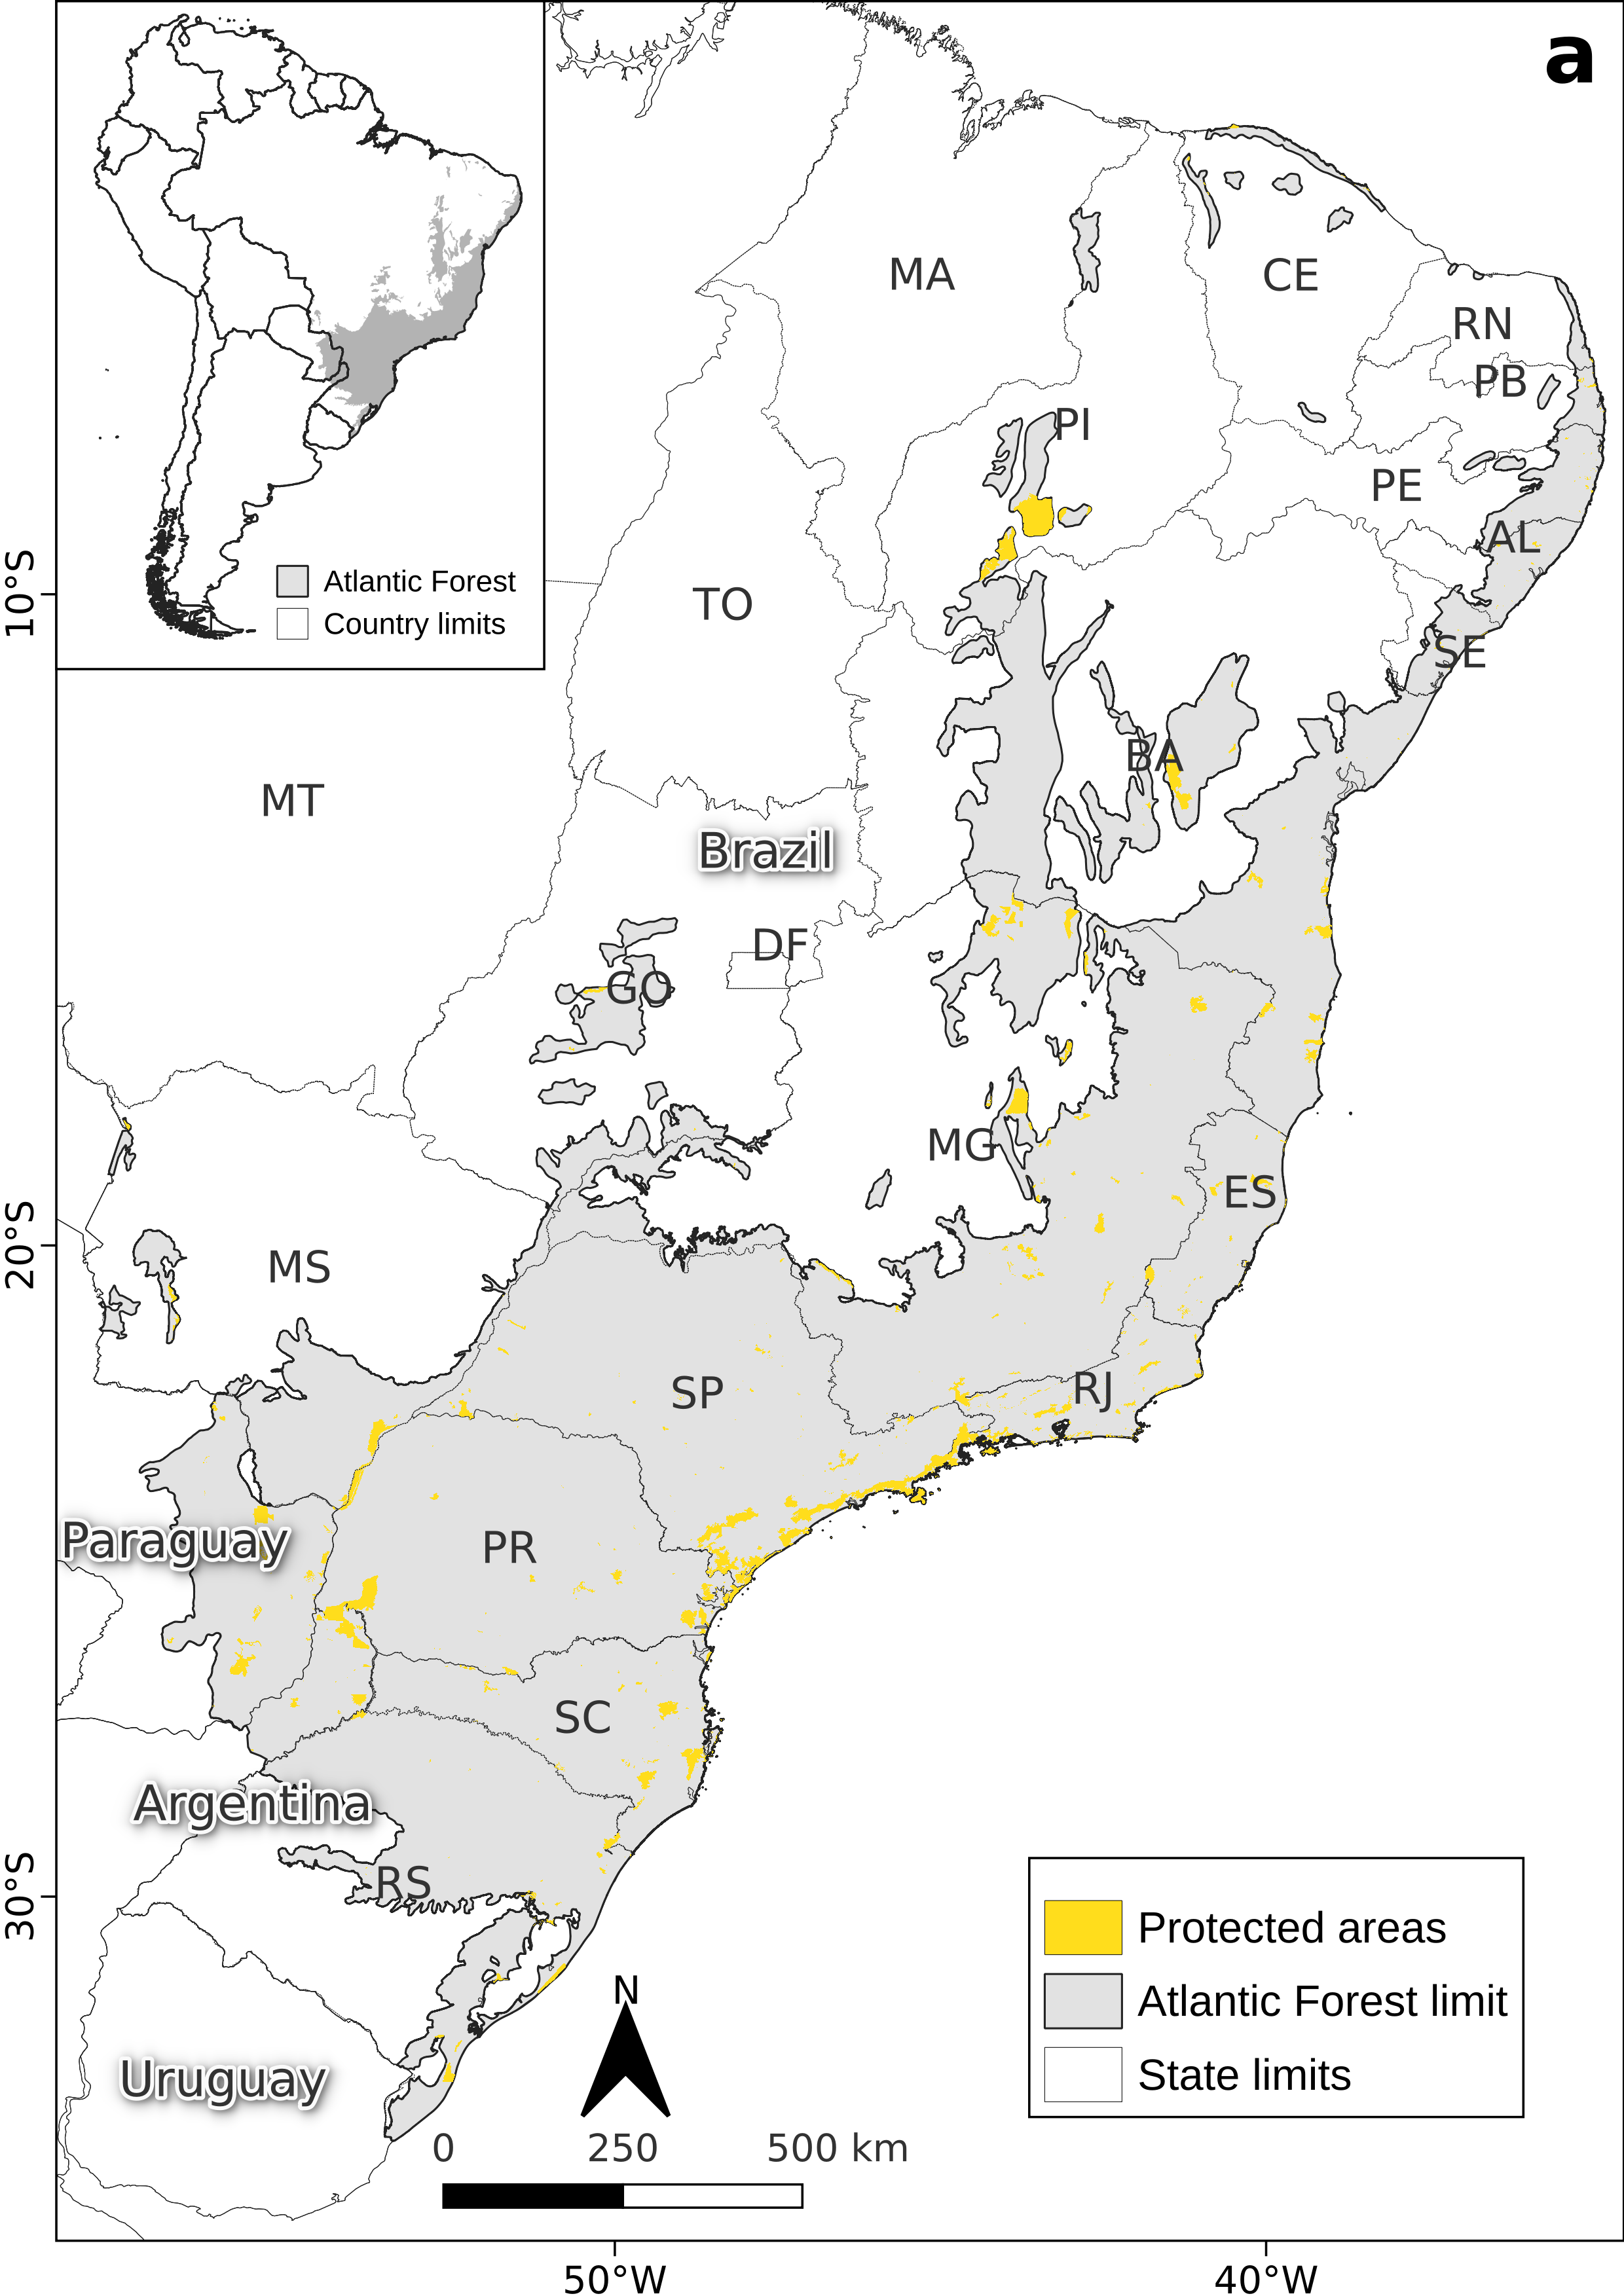 a
MA
CE
RN
PB
PI
PE
AL
Atlantic Forest
Country limits
10°S
TO
SE
BA
MT
Brazil
DF
GO
MG
ES
20°S
MS
RJ
SP
Paraguay
PR
SC
Argentina
RS
30°S
Protected areas
Atlantic Forest limit
State limits
N
Uruguay
0 250 500 km
50°W 40°W